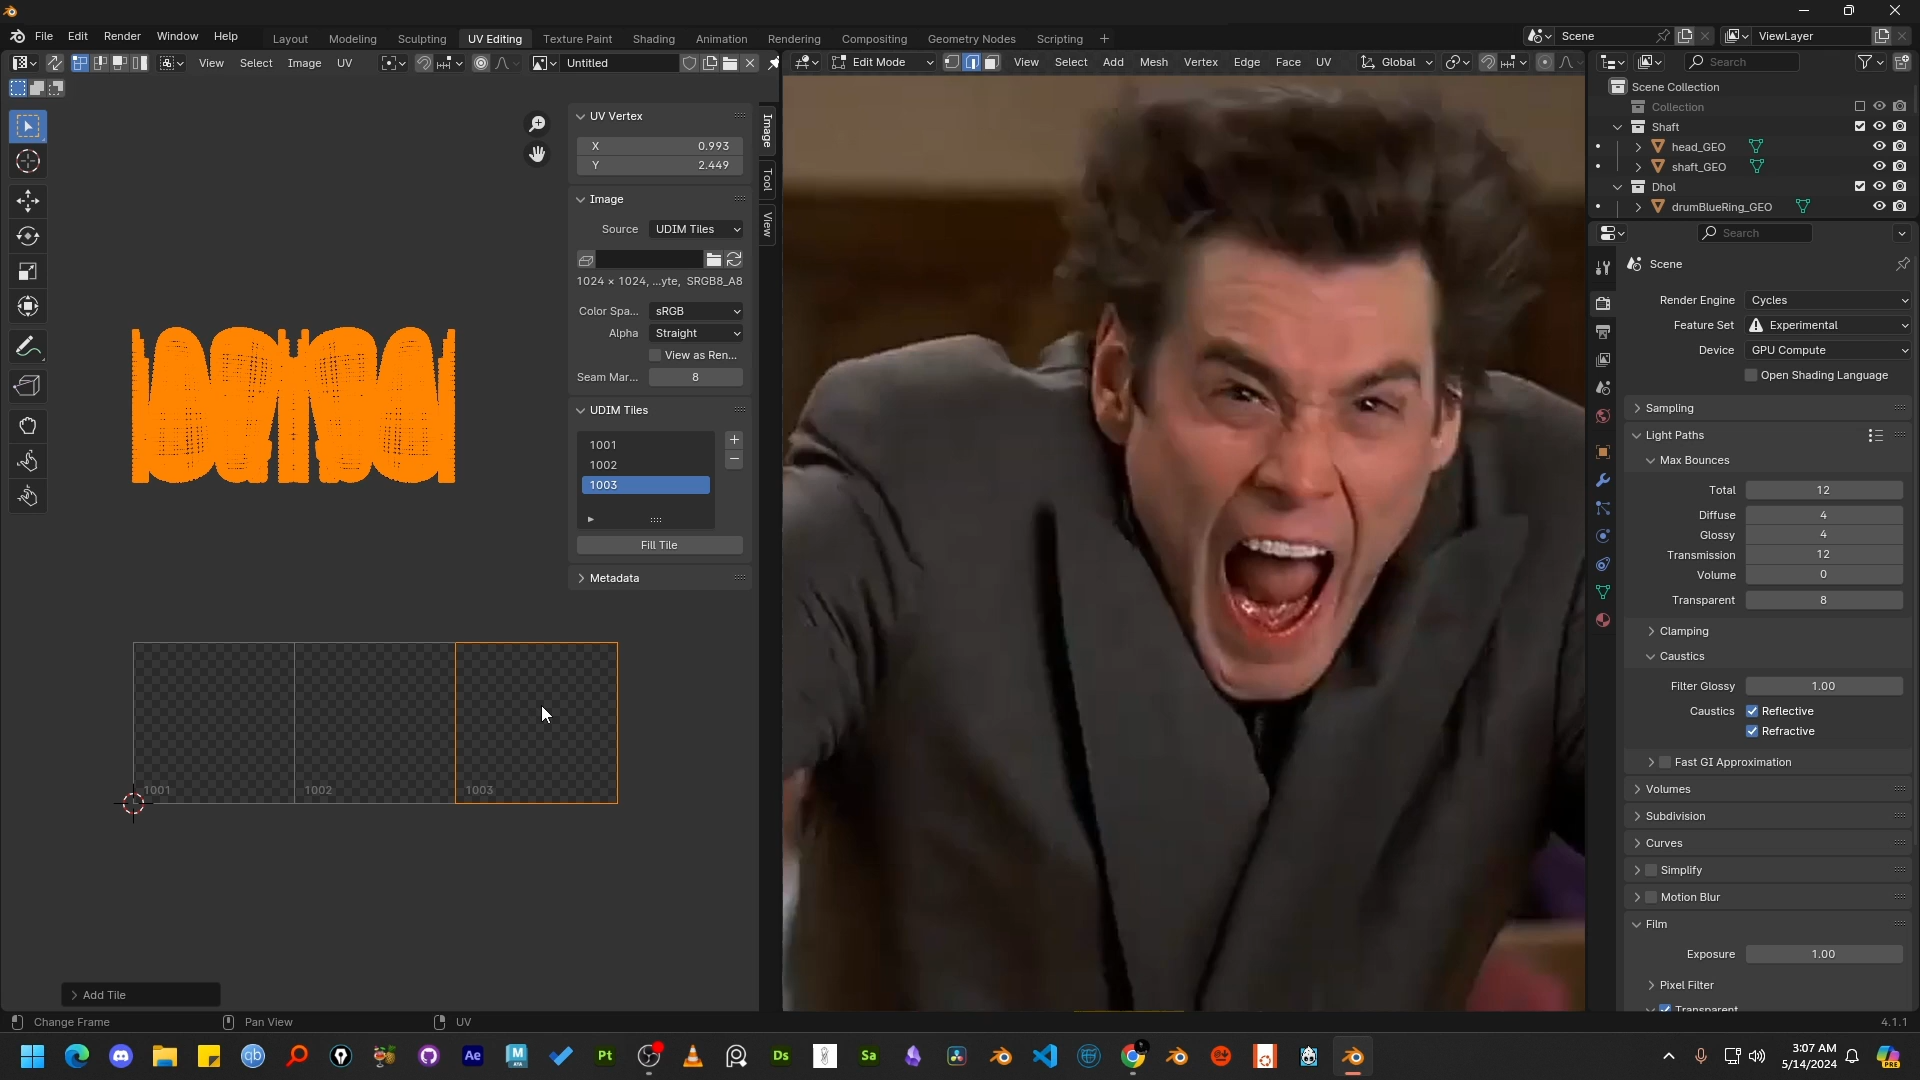 File Edit Render Window Help
Layout Modeling Sculpting UV Editing Texture Paint Shading Animation Rendering Compositing Geometry Nodes Scripting +
Scene ViewLayer
View Select Image UV
Untitled
Edit Mode
View Select Add Mesh Vertex Edge Face UV
Global
Search
UV Vertex
X 0.993
Y 2.449
Image
Source UDIM Tiles
1024 × 1024, ...yte, SRGB8_A8
Color Spa... sRGB
Alpha Straight
View as Ren...
Seam Mar... 8
UDIM Tiles
1001
1002
1003
Fill Tile
Metadata
Image
Tool
View
1001
1002
1003
Add Tile
Scene Collection
Collection
Shaft
head_GEO
shaft_GEO
Dhol
drumBlueRing_GEO
Search
Scene
Render Engine Cycles
Feature Set Experimental
Device GPU Compute
Open Shading Language
Sampling
Light Paths
Max Bounces
Total 12
Diffuse 4
Glossy 4
Transmission 12
Volume 0
Transparent 8
Clamping
Caustics
Filter Glossy 1.00
Caustics Reflective
Refractive
Fast GI Approximation
Volumes
Subdivision
Curves
Simplify
Motion Blur
Film
Exposure 1.00
Pixel Filter
Transparent
Change Frame
Pan View
UV
4.1.1
qb
Ae
M
Pt
Ds
Sa
3:07 AM
5/14/2024
PRE